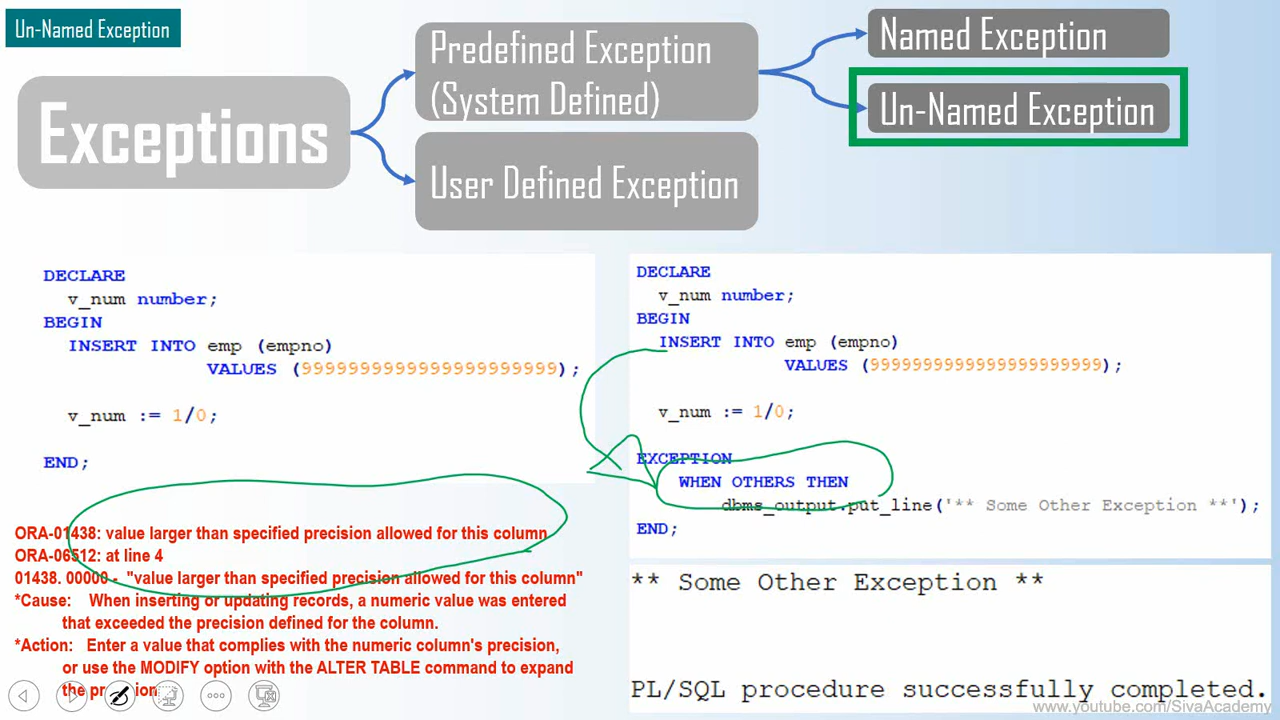 Un-Named Exception
Exceptions
Predefined Exception
(System Defined)
User Defined Exception
Named Exception
Un-Named Exception
DECLARE
v_num number;
BEGIN
INSERT INTO emp (empno)
VALUES (9999999999999999999999);
v_num := 1/0;
END;
ORA-01438: value larger than specified precision allowed for this column
ORA-06512: at line 4
01438. 00000 - "value larger than specified precision allowed for this column"
*Cause: When inserting or updating records, a numeric value was entered
that exceeded the precision defined for the column.
*Action: Enter a value that complies with the numeric column's precision,
or use the MODIFY option with the ALTER TABLE command to expand
the
DECLARE
v_num number;
BEGIN
INSERT INTO emp (empno)
VALUES (9999999999999999999999);
v_num := 1/0;
EXCEPTION
WHEN OTHERS THEN
dbms_output.put_line('** Some Other Exception **');
END;
** Some Other Exception **
PL/SQL procedure successfully completed.
www.youtube.com/SivaAcademy